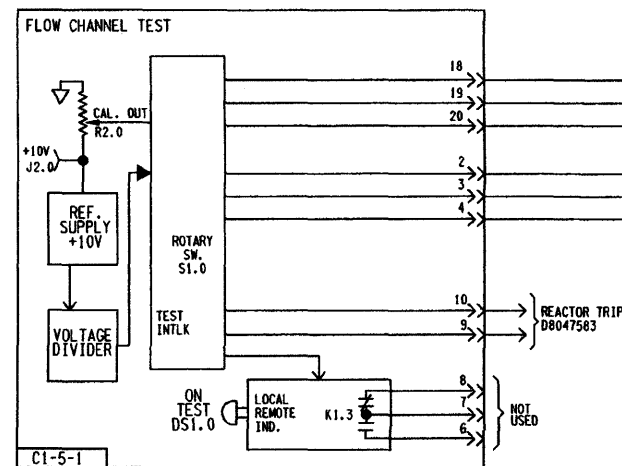 FLOW CHANNEL TEST
18
19
20
CAL. OUT
R2.0
+10V
J2.0
2
3
4
REF.
SUPPLY
+10V
ROTARY
SW.
S1.0
TEST
INTLK
VOLTAGE
DIVIDER
10
9
REACTOR TRIP
D8047583
ON
TEST
DS1.0
LOCAL
REMOTE
IND.
K1.3
8
7
6
NOT
USED
C1-5-1